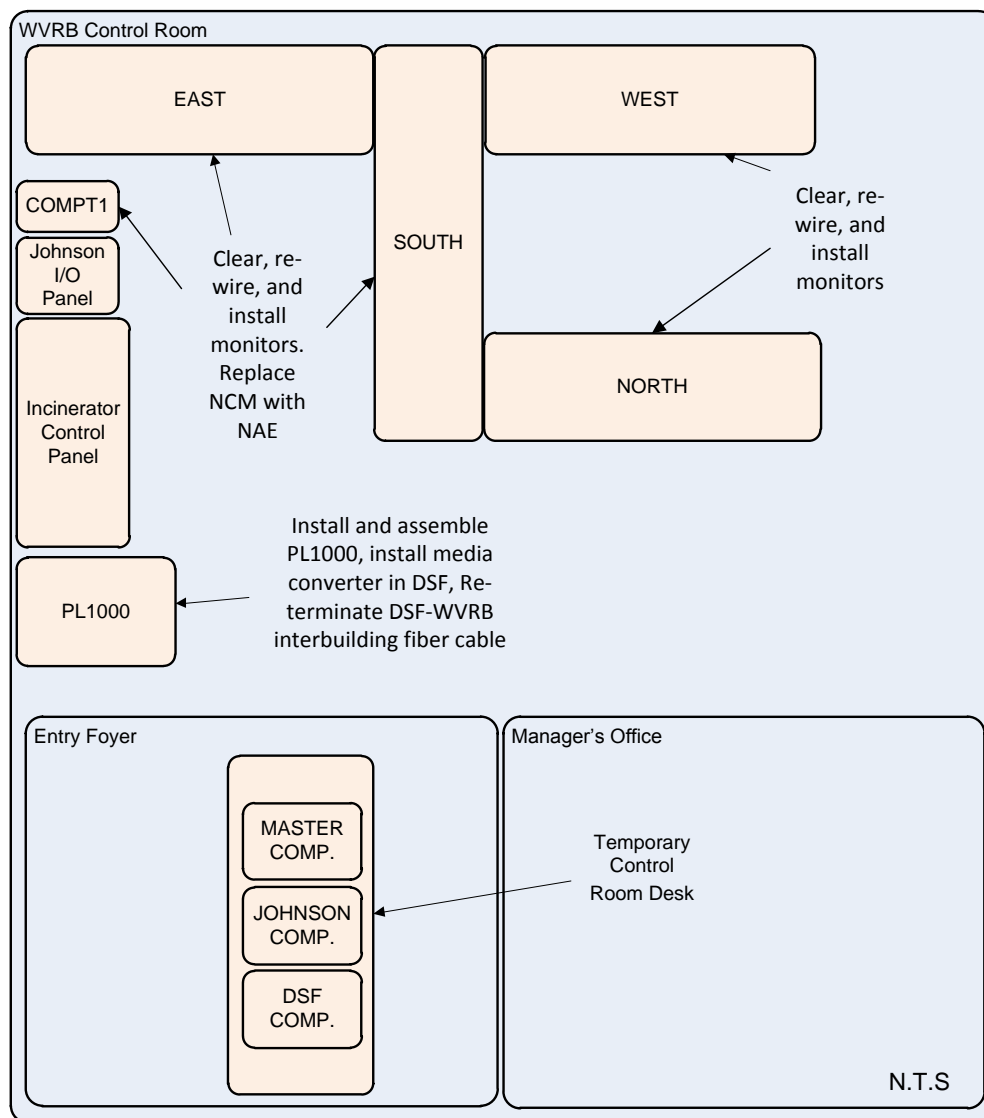 WVRB Control Room
EAST
WEST
COMPT1
Johnson
I/O
Panel
SOUTH
Clear, re-
wire, and
install
monitors.
Replace
NCM with
NAE
Clear, re-
wire, and
install
monitors
NORTH
Incinerator
Control
Panel
Install and assemble
PL1000, install media
converter in DSF, Re-
terminate DSF-WVRB
interbuilding fiber cable
PL1000
Entry Foyer
Manager's Office
MASTER
COMP.
JOHNSON
COMP.
DSF
COMP.
Temporary
Control
Room Desk
N.T.S